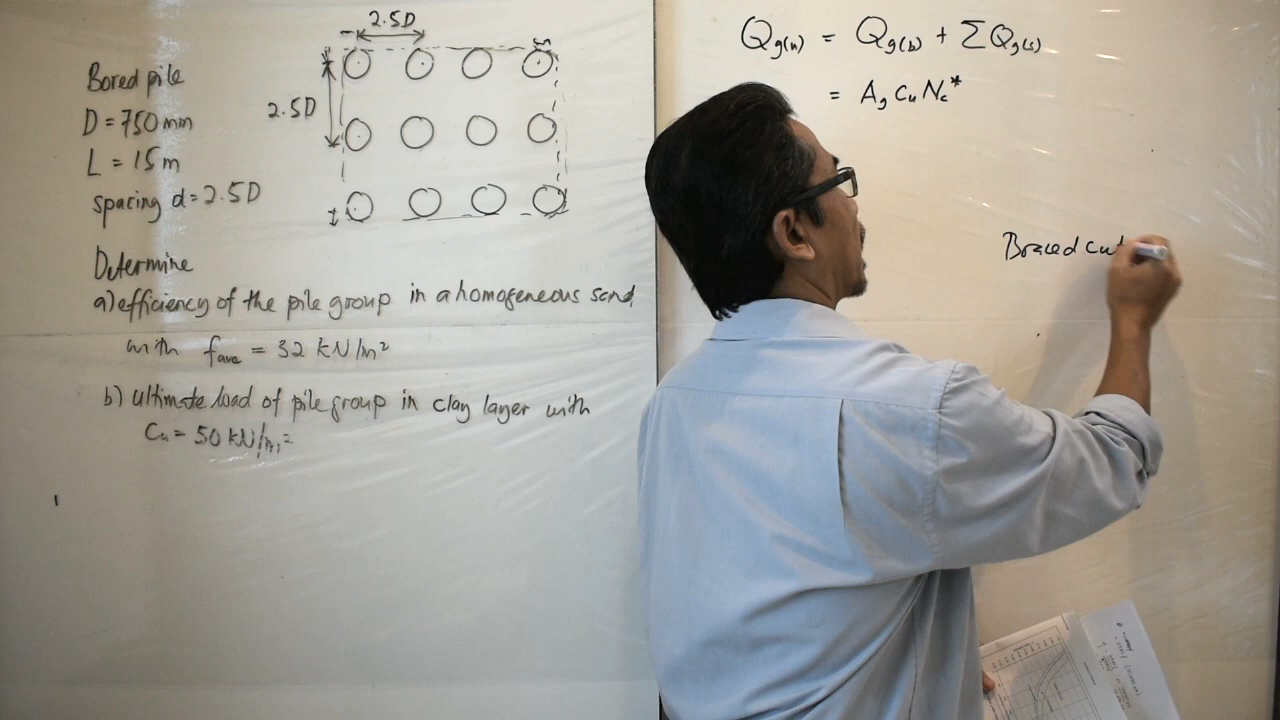 2.5D
2.5D
Bored pile
D = 750 mm
L = 15 m
spacing d = 2.5D
Determine
a) efficiency of the pile group in a homogeneous sand,
with fave = 32 kN/m²
b) ultimate load of pile group in clay layer with
Cu = 50 kN/m²
Qg(u) = Qg(b) + ΣQg(s)
= Ag Cu Nc*
Braced cut